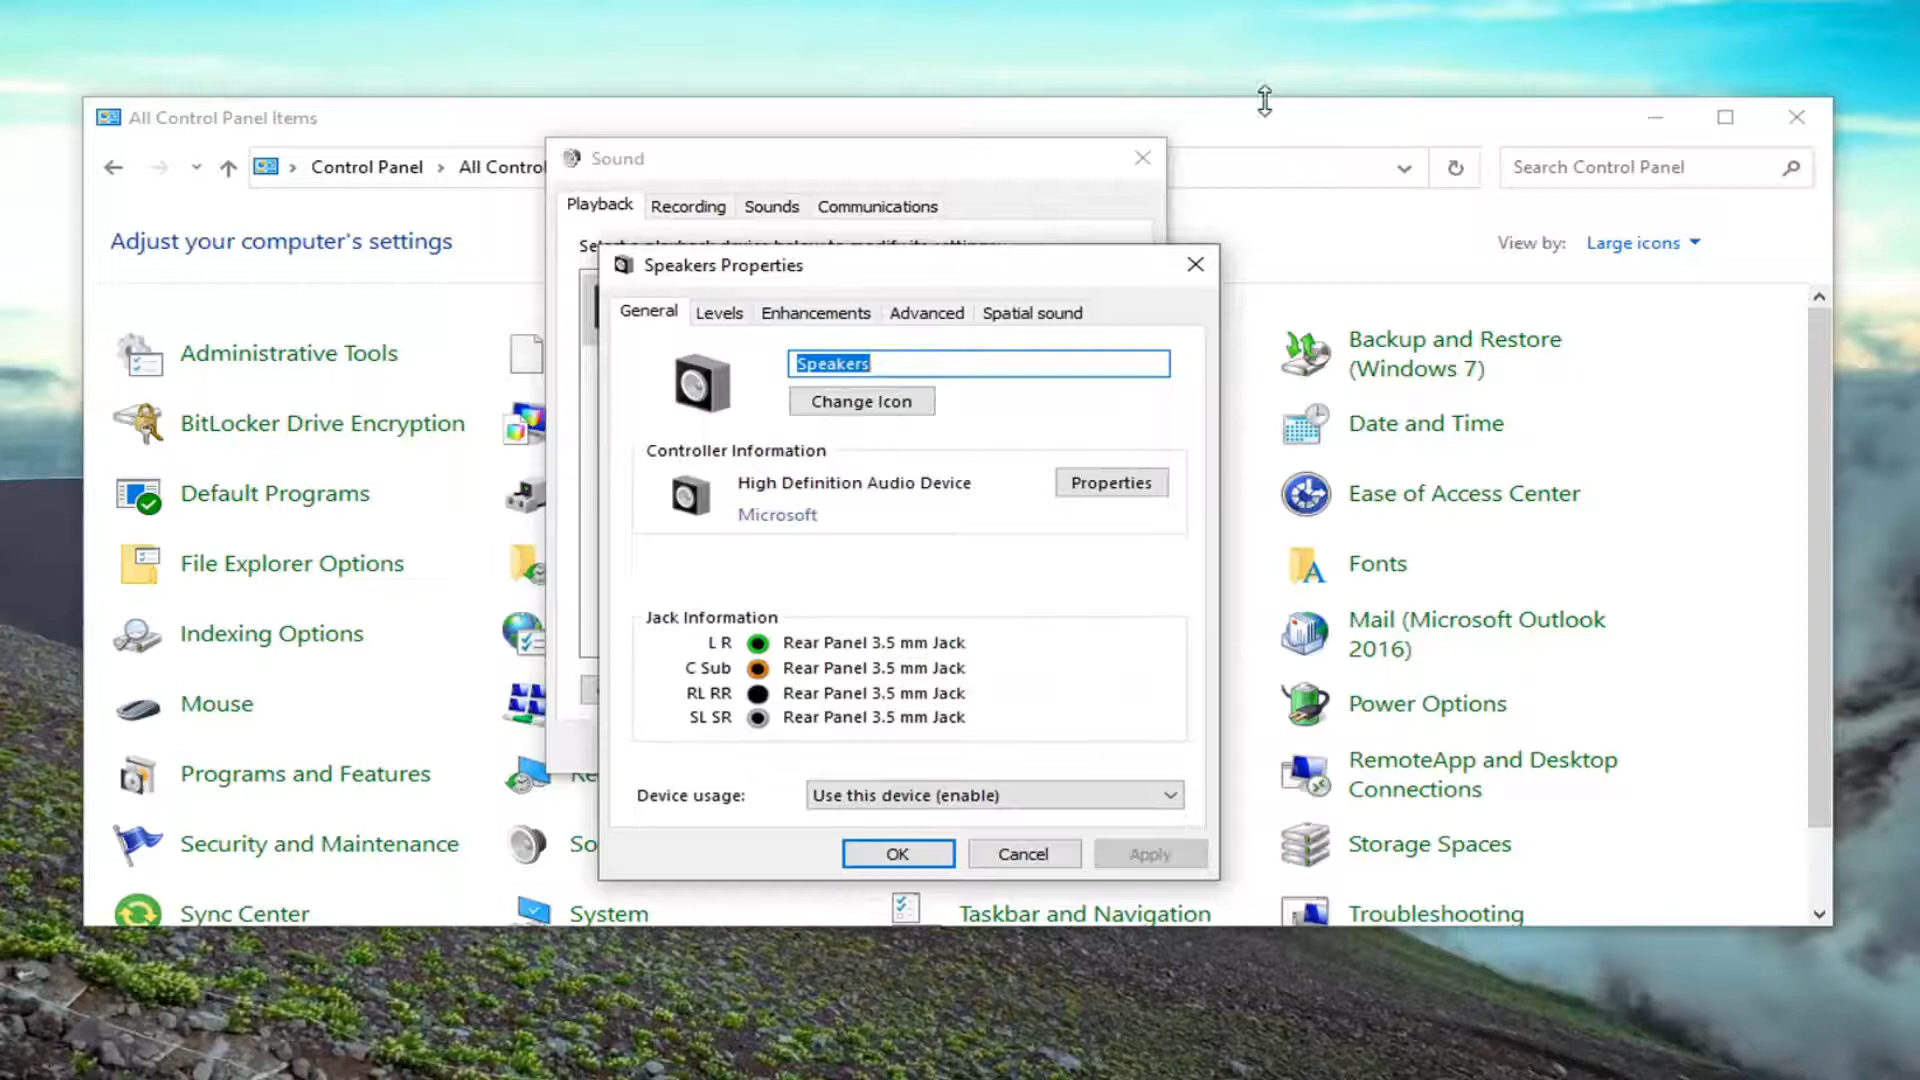 All Control Panel Items
Control Panel
All Contro
Search Control Panel
Adjust your computer's settings
View by: Large icons
Sound
Playback Recording Sounds Communications
Speakers Properties
General Levels Enhancements Advanced Spatial sound
Speakers
Change Icon
Controller Information
High Definition Audio Device
Properties
Microsoft
Jack Information
L R Rear Panel 3.5 mm Jack
C Sub Rear Panel 3.5 mm Jack
RL RR Rear Panel 3.5 mm Jack
SL SR Rear Panel 3.5 mm Jack
Device usage: Use this device (enable)
OK Cancel Apply
Administrative Tools
BitLocker Drive Encryption
Default Programs
File Explorer Options
Indexing Options
Mouse
Programs and Features
Security and Maintenance
Sync Center
So
System
Taskbar and Navigation
Backup and Restore
(Windows 7)
Date and Time
Ease of Access Center
Fonts
Mail (Microsoft Outlook
2016)
Power Options
RemoteApp and Desktop
Connections
Storage Spaces
Troubleshooting